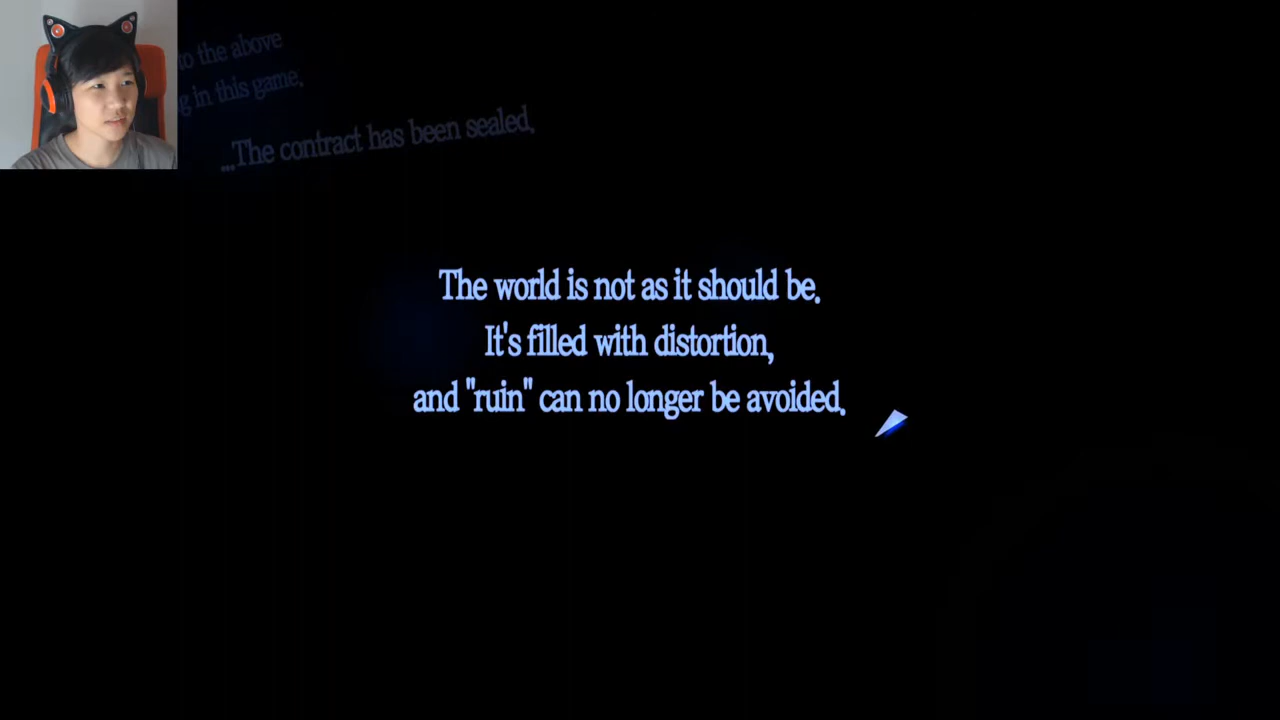 to the above
g in this game.
...The contract has been sealed.
The world is not as it should be.
It's filled with distortion,
and "ruin" can no longer be avoided.